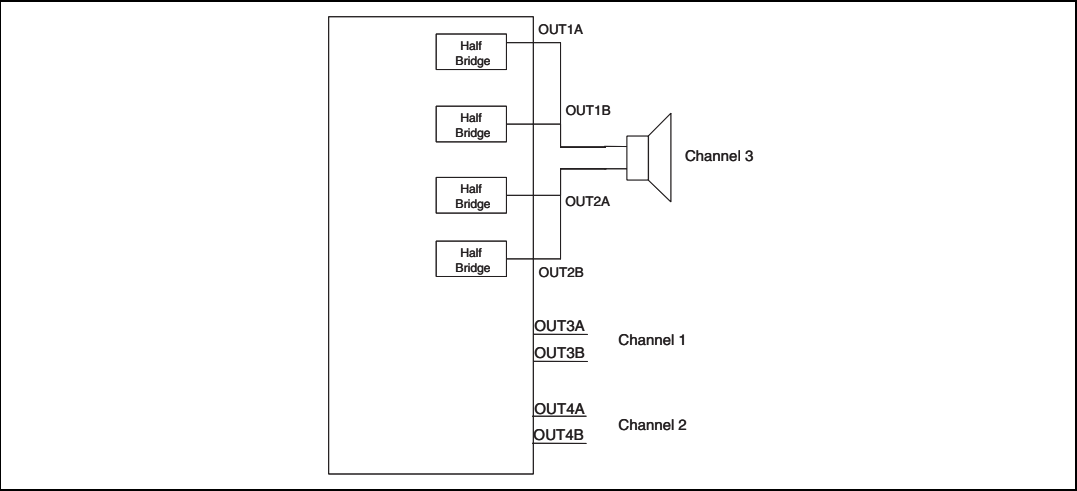 OUT1A
Half
Bridge
OUT1B
Half
Bridge
Channel 3
Half
Bridge
OUT2A
Half
Bridge
OUT2B
OUT3A
Channel 1
OUT3B
OUT4A
Channel 2
OUT4B